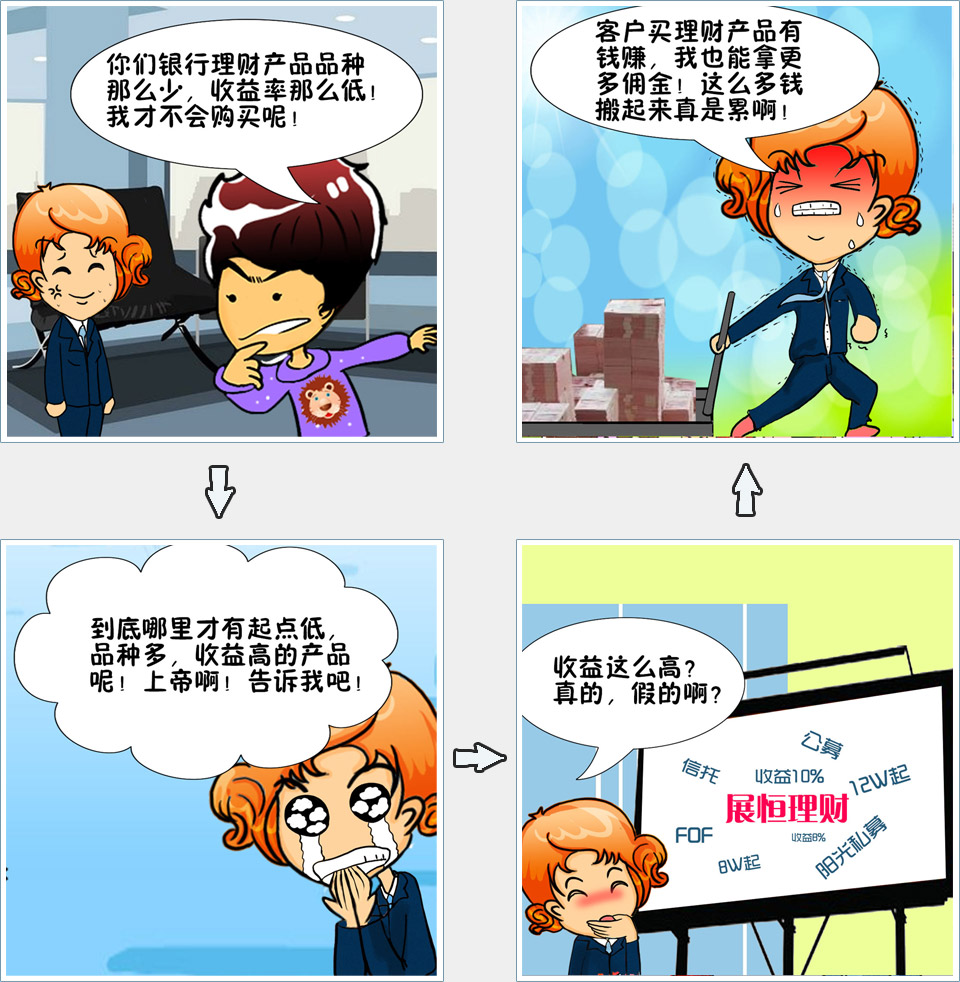 你们银行理财产品品种
那么少，收益率那么低！
我才不会购买呢！
到底哪里才有起点低，
品种多，收益高的产品
呢！上帝啊！告诉我吧！
收益这么高？
真的，假的啊？
公募
信托
收益10%
12W起
展恒理财
FOF
收益8%
8W起
阳光私募
客户买理财产品有
钱赚，我也能拿更
多佣金！这么多钱
搬起来真是累啊！